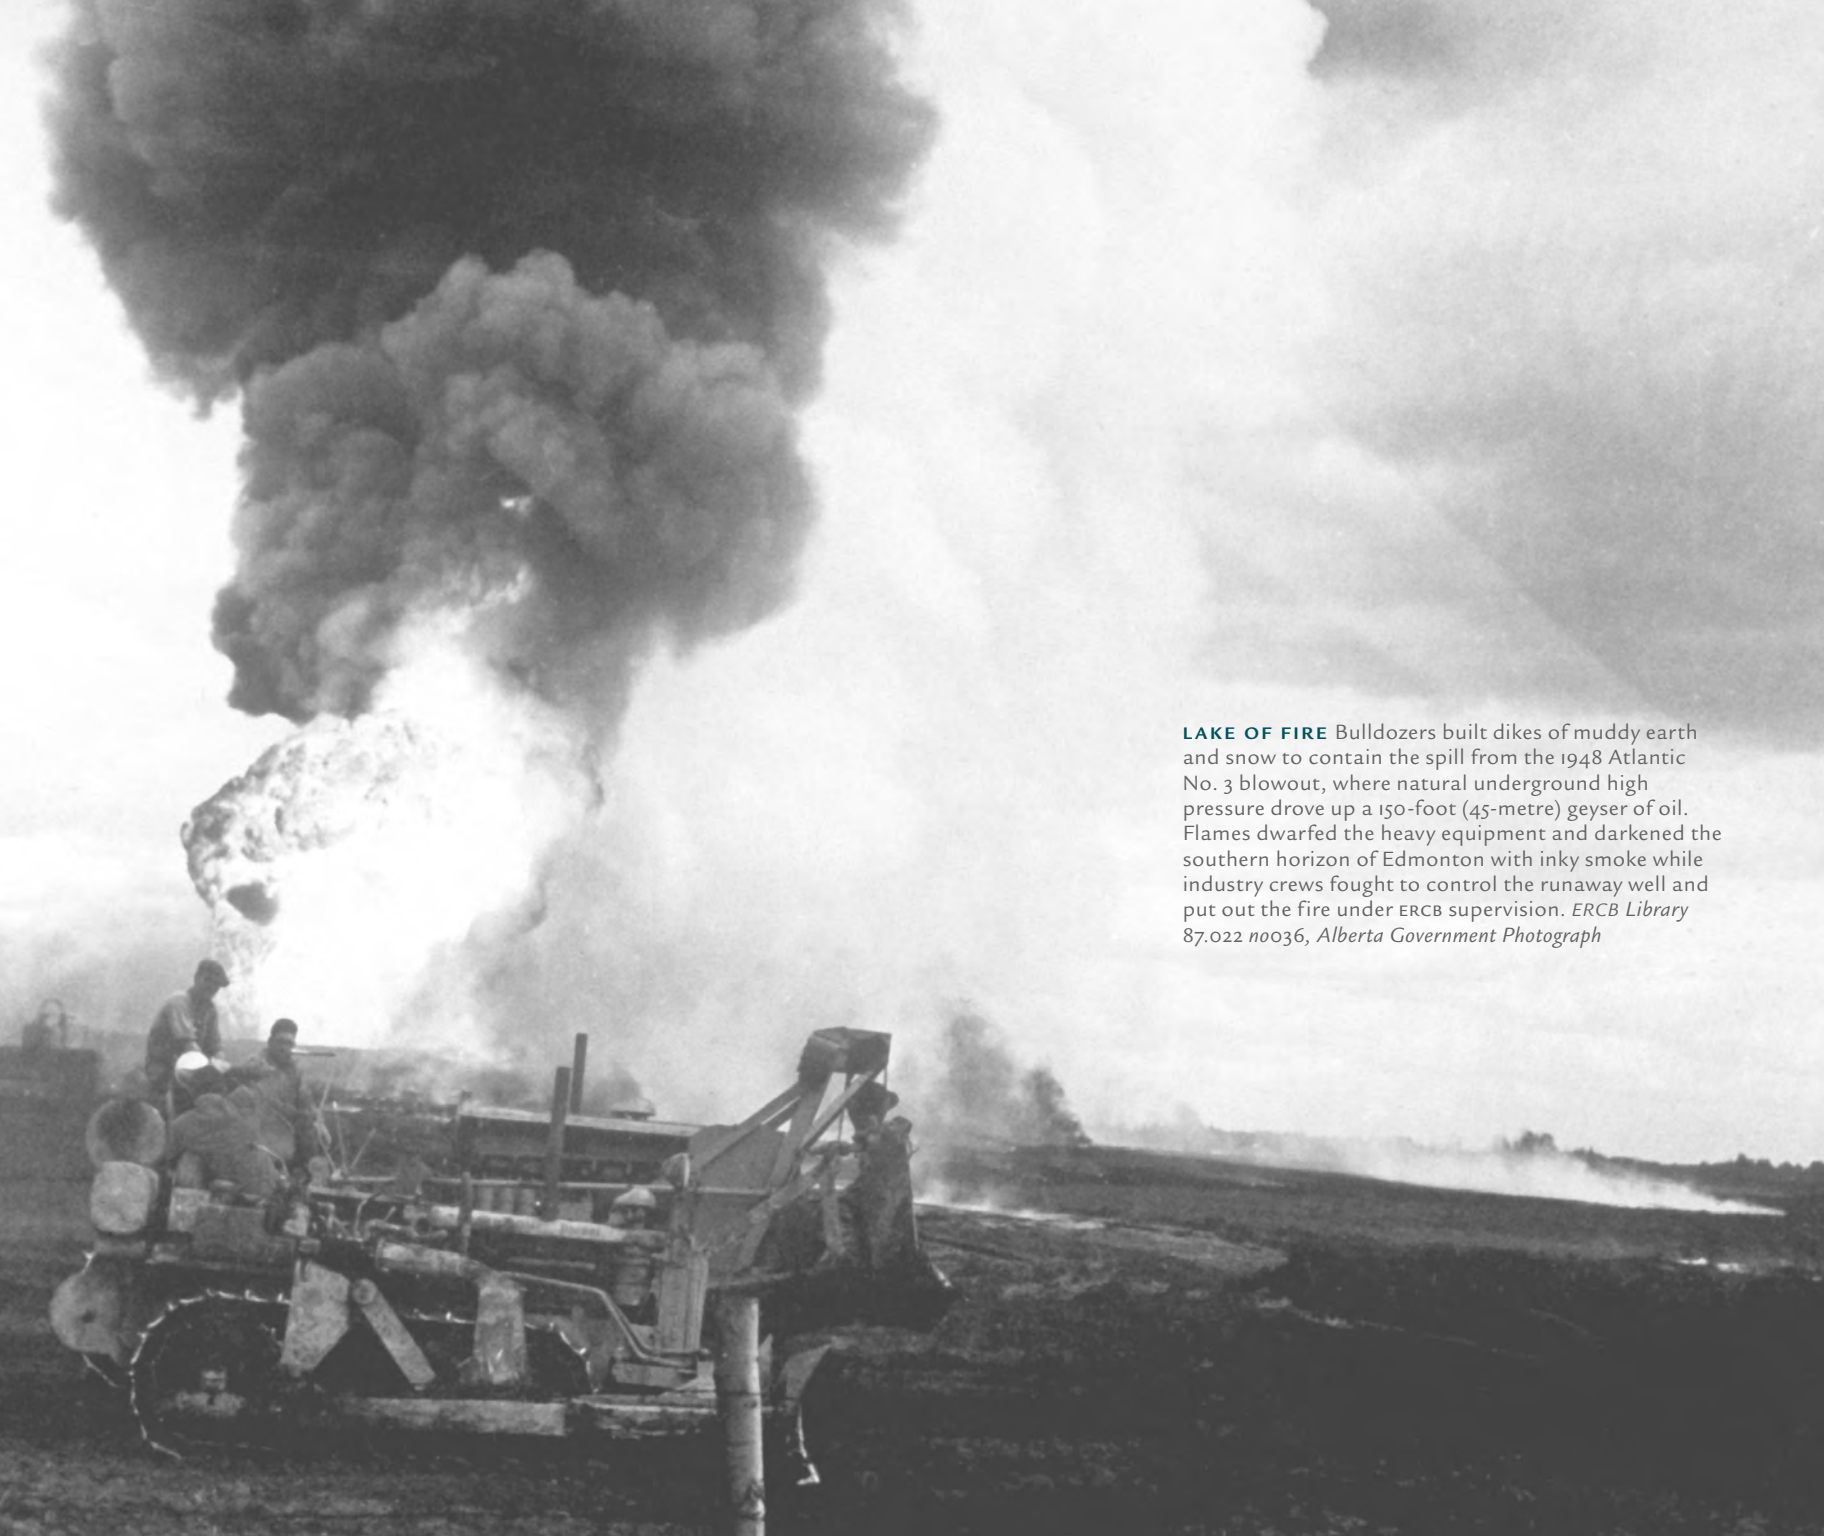 LAKE OF FIRE Bulldozers built dikes of muddy earth
and snow to contain the spill from the 1948 Atlantic
No. 3 blowout, where natural underground high
pressure drove up a 150-foot (45-metre) geyser of oil.
Flames dwarfed the heavy equipment and darkened the
southern horizon of Edmonton with inky smoke while
industry crews fought to control the runaway well and
put out the fire under ERCB supervision. ERCB Library
87.022 no036, Alberta Government Photograph